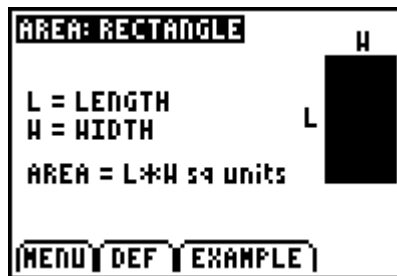 AREA: RECTANGLE
W
L = LENGTH
W = WIDTH
L
AREA = L*W sq units
MENU DEF EXAMPLE